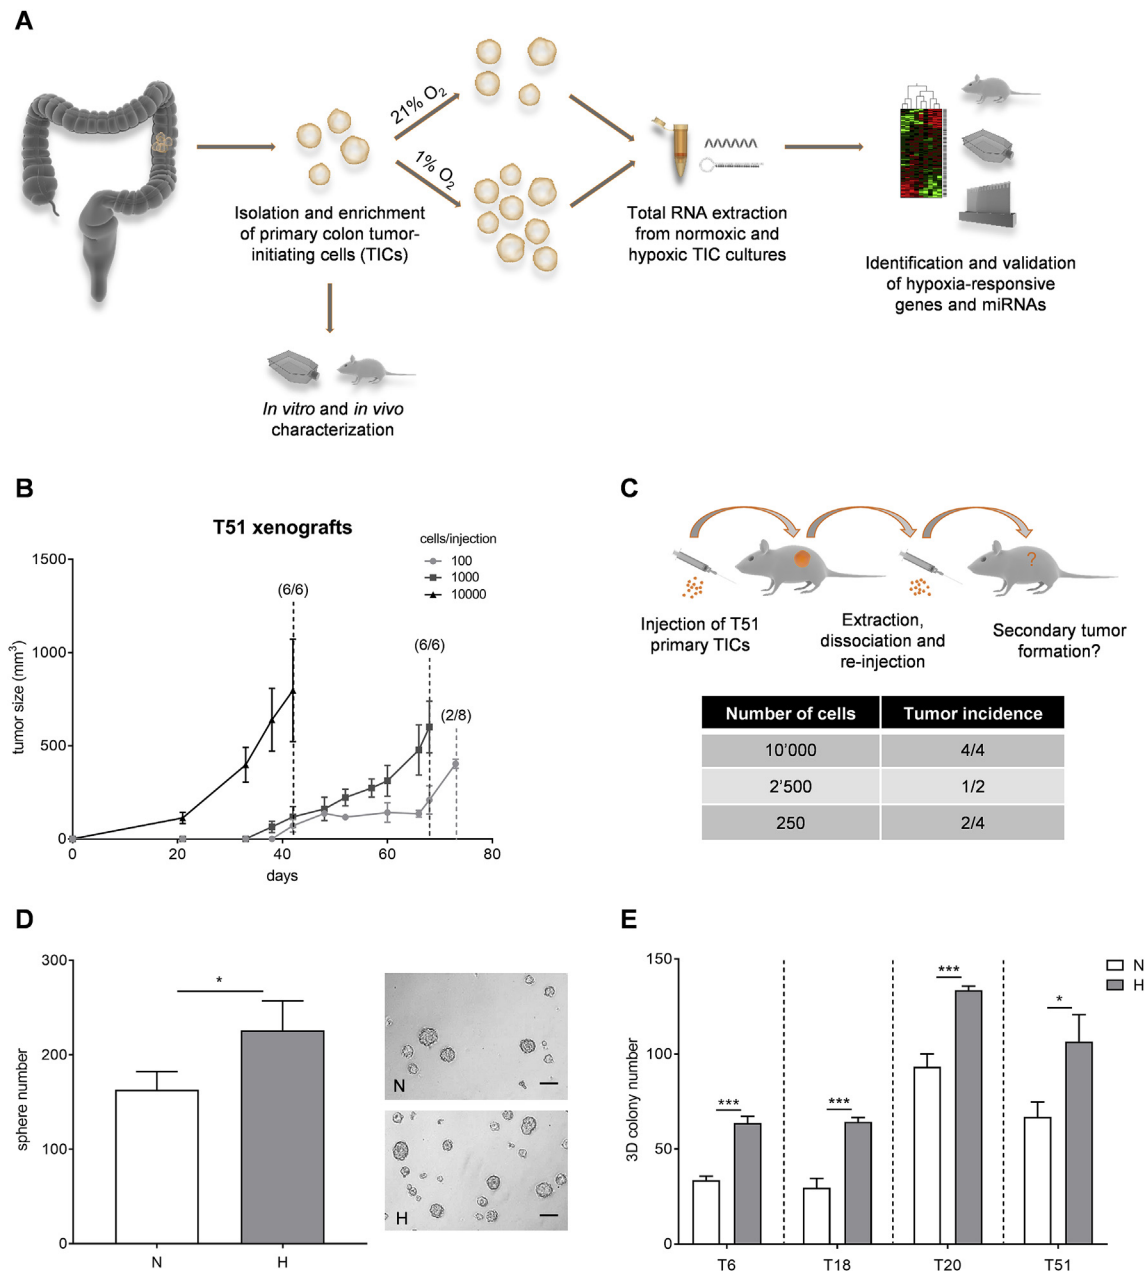 A
21% O2
1% O2
Isolation and enrichment
of primary colon tumor-
initiating cells (TICs)
Total RNA extraction
from normoxic and
hypoxic TIC cultures
Identification and validation
of hypoxia-responsive
genes and miRNAs
In vitro and in vivo
characterization
B
T51 xenografts
cells/injection
100
1000
10000
1500
1000
500
0
tumor size (mm3)
(6/6)
(6/6)
(2/8)
0
20
40
60
80
days
C
?
Injection of T51
primary TICs
Extraction,
dissociation and
re-injection
Secondary tumor
formation?
Number of cells Tumor incidence
10'000 4/4
2'500 1/2
250 2/4
D
300
200
100
0
sphere number
*
N
H
N
H
E
150
100
50
0
3D colony number
***
***
***
*
N
H
T6
T18
T20
T51